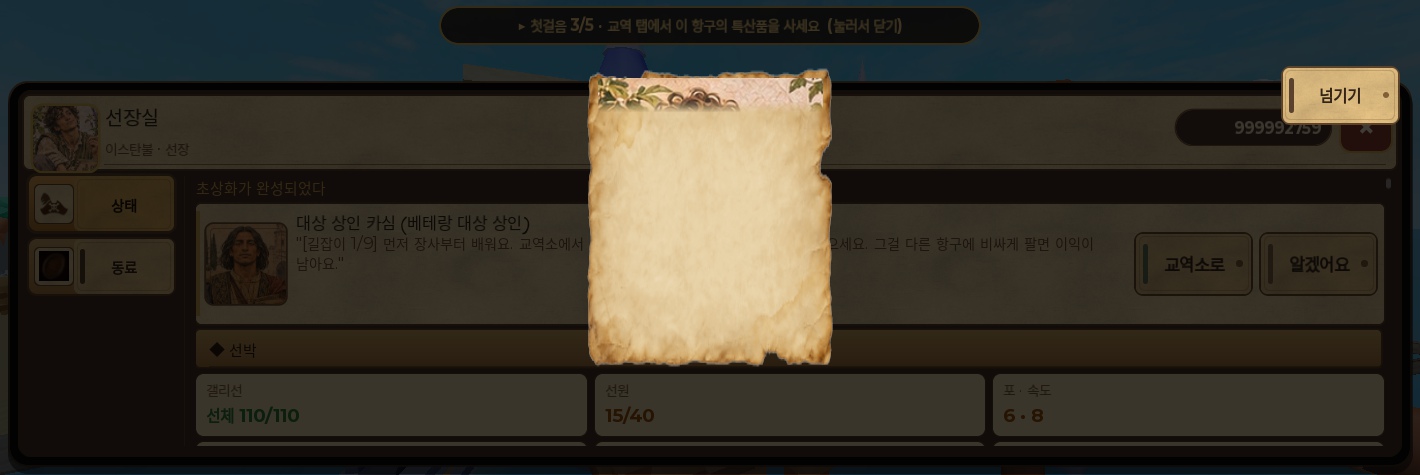 ▸ 첫걸음 3/5 · 교역 탭에서 이 항구의 특산품을 사세요 (눌러서 닫기)
넘기기
선장실
이스탄불 · 선장
999992759
상태
동료
초상화가 완성되었다
대상 상인 카심 (베테랑 대상 상인)
"[길잡이 1/9] 먼저 장사부터 배워요. 교역소에서
으세요. 그걸 다른 항구에 비싸게 팔면 이익이
남아요."
교역소로
알겠어요
◆ 선박
갤리선
선체 110/110
선원
15/40
포 · 속도
6 · 8